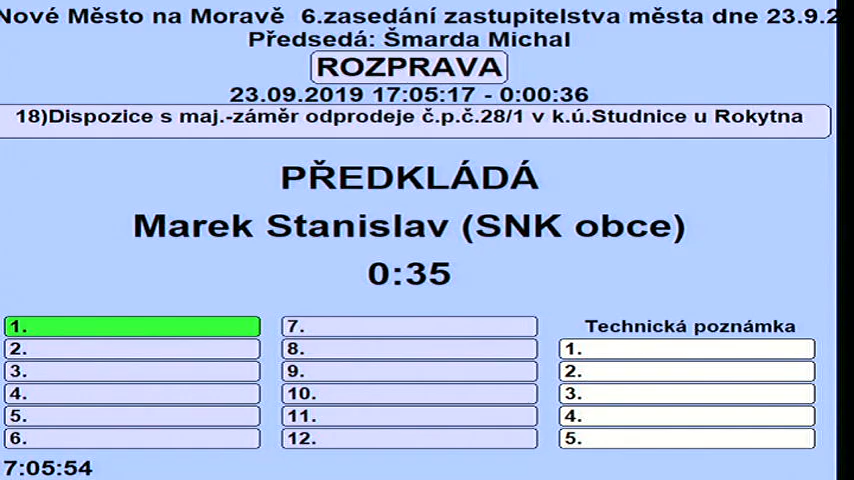 Nové Město na Moravě 6.zasedání zastupitelstva města dne 23.9.2
Předsedá: Šmarda Michal
ROZPRAVA
23.09.2019 17:05:17 - 0:00:36
18)Dispozice s maj.-záměr odprodeje č.p.č.28/1 v k.ú.Studnice u Rokytna
PŘEDKLÁDÁ
Marek Stanislav (SNK obce)
0:35
1.
2.
3.
4.
5.
6.
7.
8.
9.
10.
11.
12.
Technická poznámka
1.
2.
3.
4.
5.
7:05:54